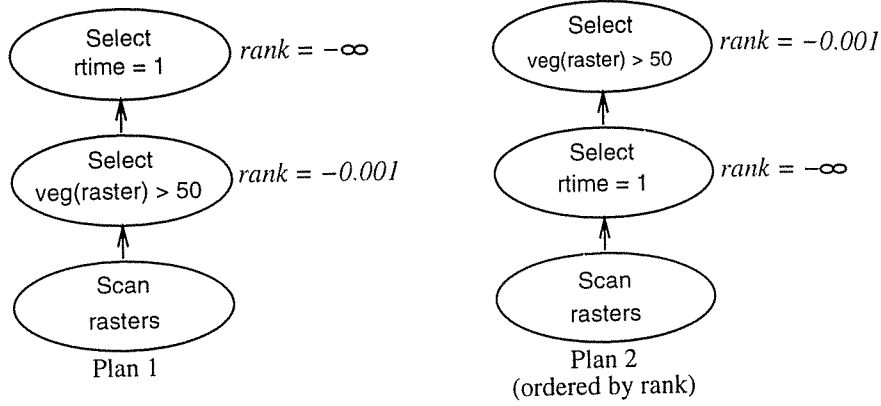 Select
rtime = 1
rank = −∞
Select
veg(raster) > 50
rank = −0.001
Scan
rasters
Plan 1
Select
veg(raster) > 50
rank = −0.001
Select
rtime = 1
rank = −∞
Scan
rasters
Plan 2
(ordered by rank)